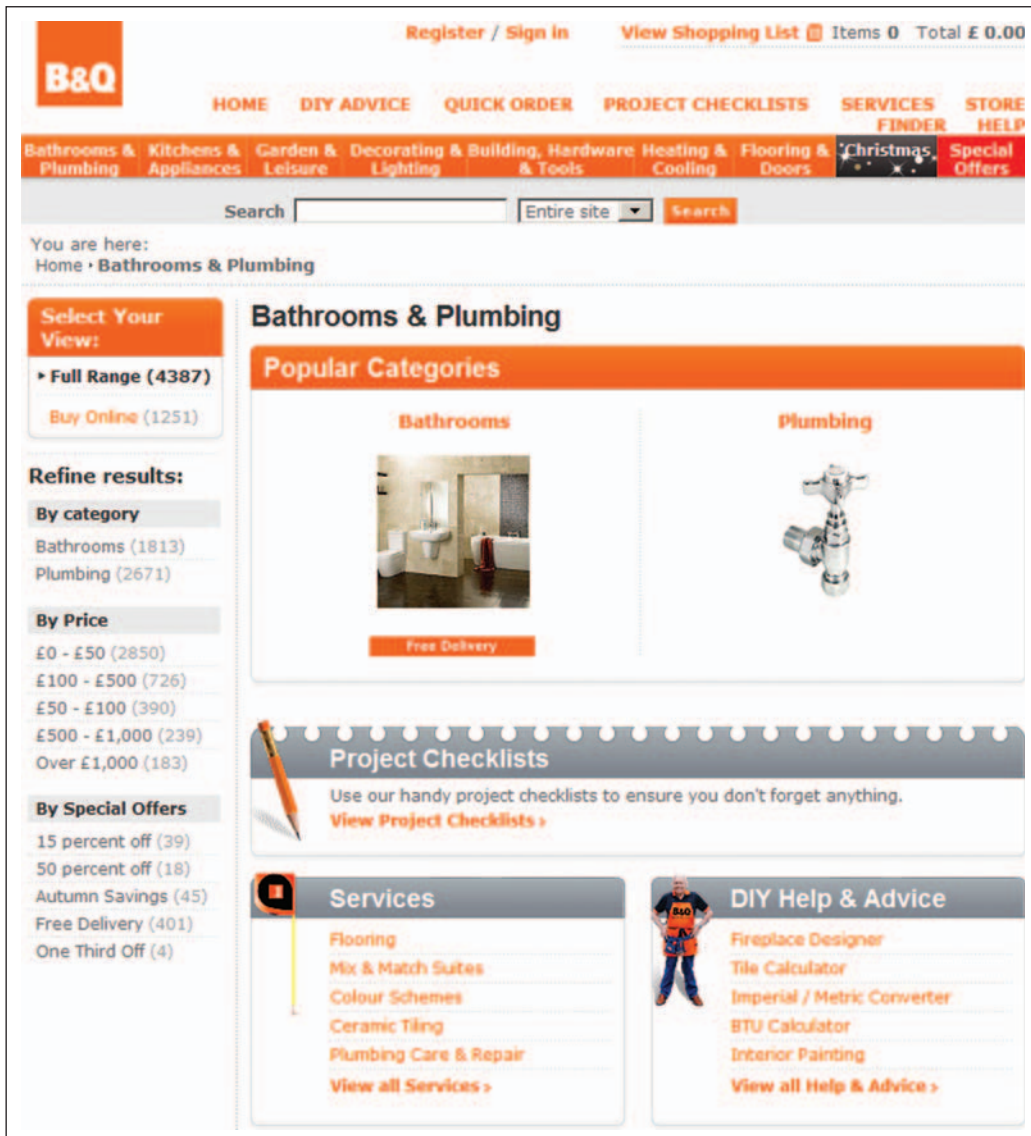 Register / Sign in View Shopping List Items 0 Total £ 0.00
B&Q
HOME DIY ADVICE QUICK ORDER PROJECT CHECKLISTS SERVICES STORE
FINDER HELP
Bathrooms & Kitchens & Garden & Decorating & Building, Hardware Heating & Flooring & Christmas Special
Plumbing Appliances Leisure Lighting & Tools Cooling Doors Offers
Search Entire site Search
You are here:
Home • Bathrooms & Plumbing
Select Your
View:
Full Range (4387)
Buy Online (1251)
Refine results:
By category
Bathrooms (1813)
Plumbing (2671)
By Price
£0 - £50 (2850)
£100 - £500 (726)
£50 - £100 (390)
£500 - £1,000 (239)
Over £1,000 (183)
By Special Offers
15 percent off (39)
50 percent off (18)
Autumn Savings (45)
Free Delivery (401)
One Third Off (4)
Bathrooms & Plumbing
Popular Categories
Bathrooms
Plumbing
Free Delivery
Project Checklists
Use our handy project checklists to ensure you don't forget anything.
View Project Checklists ›
Services
Flooring
Mix & Match Suites
Colour Schemes
Ceramic Tiling
Plumbing Care & Repair
View all Services ›
B&Q
DIY Help & Advice
Fireplace Designer
Tile Calculator
Imperial / Metric Converter
BTU Calculator
Interior Painting
View all Help & Advice ›